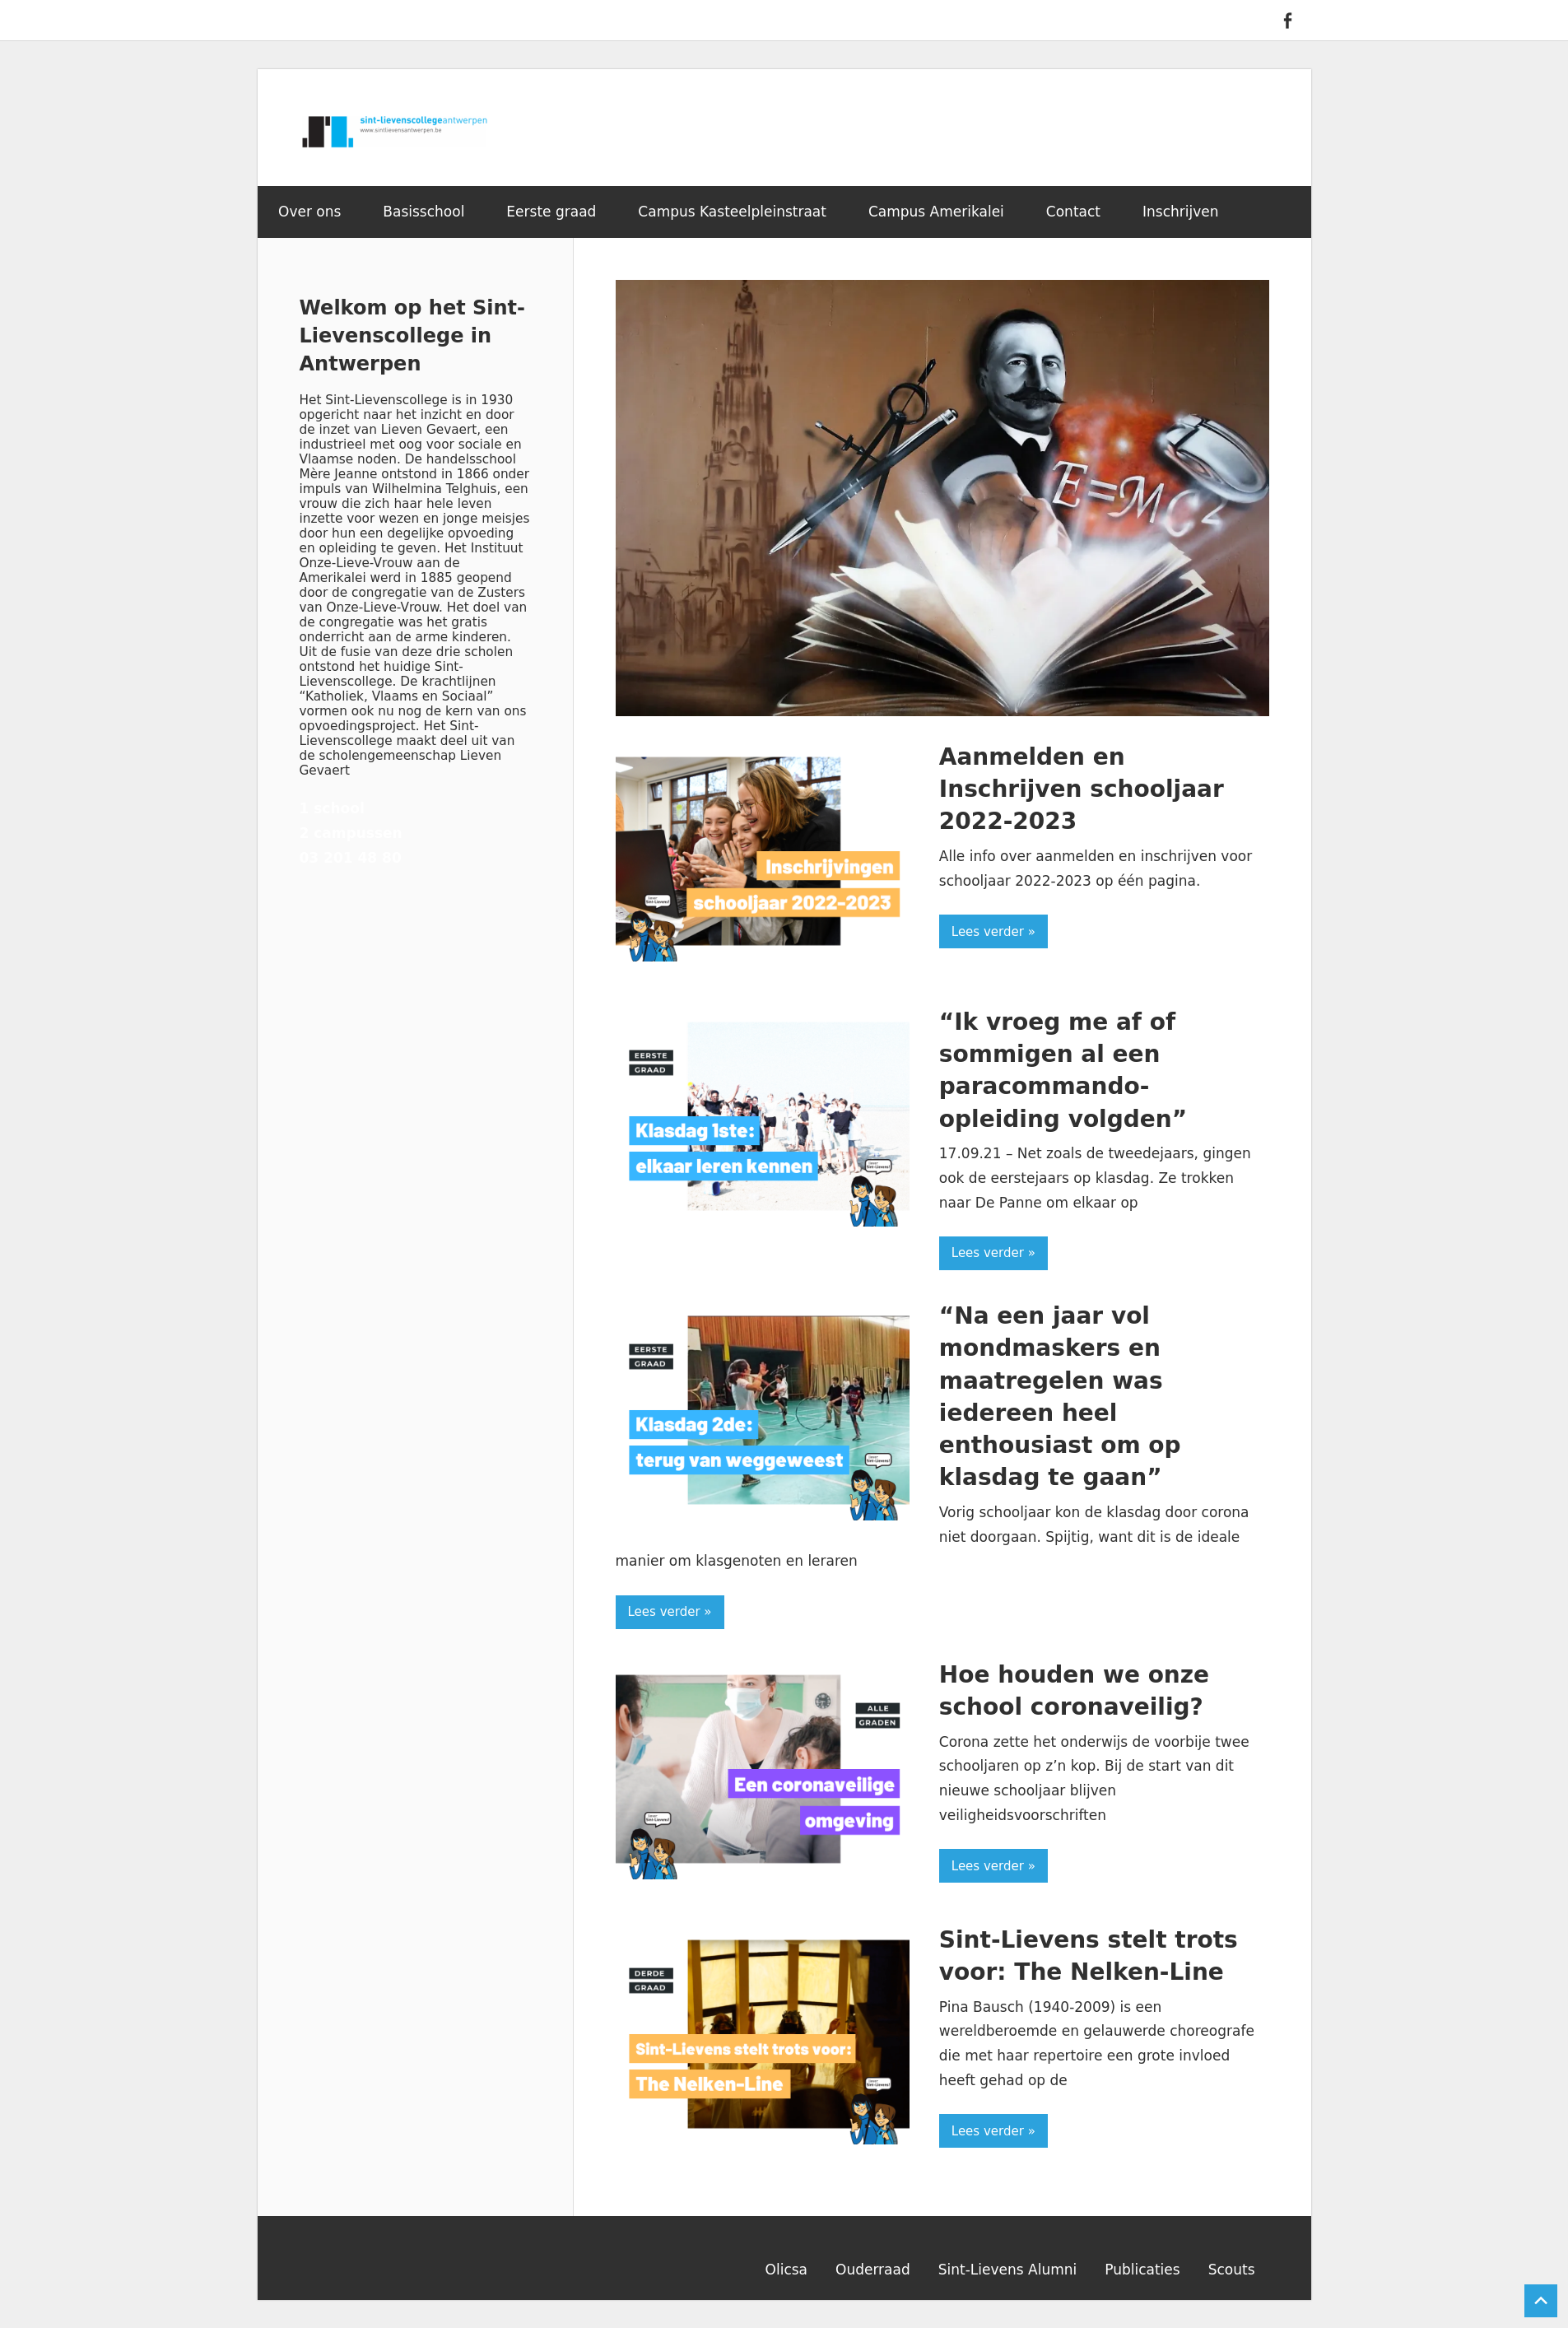 sint-lievenscollegeantwerpen
www.sintlievensantwerpen.be
Over ons Basisschool Eerste graad Campus Kasteelpleinstraat Campus Amerikalei Contact Inschrijven
Welkom op het Sint-
Lievenscollege in
Antwerpen
Het Sint-Lievenscollege is in 1930
opgericht naar het inzicht en door
de inzet van Lieven Gevaert, een
industrieel met oog voor sociale en
Vlaamse noden. De handelsschool
Mère Jeanne ontstond in 1866 onder
impuls van Wilhelmina Telghuis, een
vrouw die zich haar hele leven
inzette voor wezen en jonge meisjes
door hun een degelijke opvoeding
en opleiding te geven. Het Instituut
Onze-Lieve-Vrouw aan de
Amerikalei werd in 1885 geopend
door de congregatie van de Zusters
van Onze-Lieve-Vrouw. Het doel van
de congregatie was het gratis
onderricht aan de arme kinderen.
Uit de fusie van deze drie scholen
ontstond het huidige Sint-
Lievenscollege. De krachtlijnen
“Katholiek, Vlaams en Sociaal”
vormen ook nu nog de kern van ons
opvoedingsproject. Het Sint-
Lievenscollege maakt deel uit van
de scholengemeenschap Lieven
Gevaert
school
2 campussen
E=MC2
Inschrijvingen
schooljaar 2022-2023
Aanmelden en
Inschrijven schooljaar
2022-2023
Alle info over aanmelden en inschrijven voor
schooljaar 2022-2023 op één pagina.
Lees verder »
EERSTE
GRAAD
Klasdag 1ste:
elkaar leren kennen
“Ik vroeg me af of
sommigen al een
paracommando-
opleiding volgden”
17.09.21 – Net zoals de tweedejaars, gingen
ook de eerstejaars op klasdag. Ze trokken
naar De Panne om elkaar op
Lees verder »
EERSTE
GRAAD
Klasdag 2de:
terug van weggeweest
“Na een jaar vol
mondmaskers en
maatregelen was
iedereen heel
enthousiast om op
klasdag te gaan”
Vorig schooljaar kon de klasdag door corona
niet doorgaan. Spijtig, want dit is de ideale
manier om klasgenoten en leraren
Lees verder »
ALLE
GRADEN
Een coronaveilige
omgeving
Hoe houden we onze
school coronaveilig?
Corona zette het onderwijs de voorbije twee
schooljaren op z’n kop. Bij de start van dit
nieuwe schooljaar blijven
veiligheidsvoorschriften
Lees verder »
DERDE
GRAAD
Sint-Lievens stelt trots voor:
The Nelken-Line
Sint-Lievens stelt trots
voor: The Nelken-Line
Pina Bausch (1940-2009) is een
wereldberoemde en gelauwerde choreografe
die met haar repertoire een grote invloed
heeft gehad op de
Lees verder »
Olicsa Ouderraad Sint-Lievens Alumni Publicaties Scouts